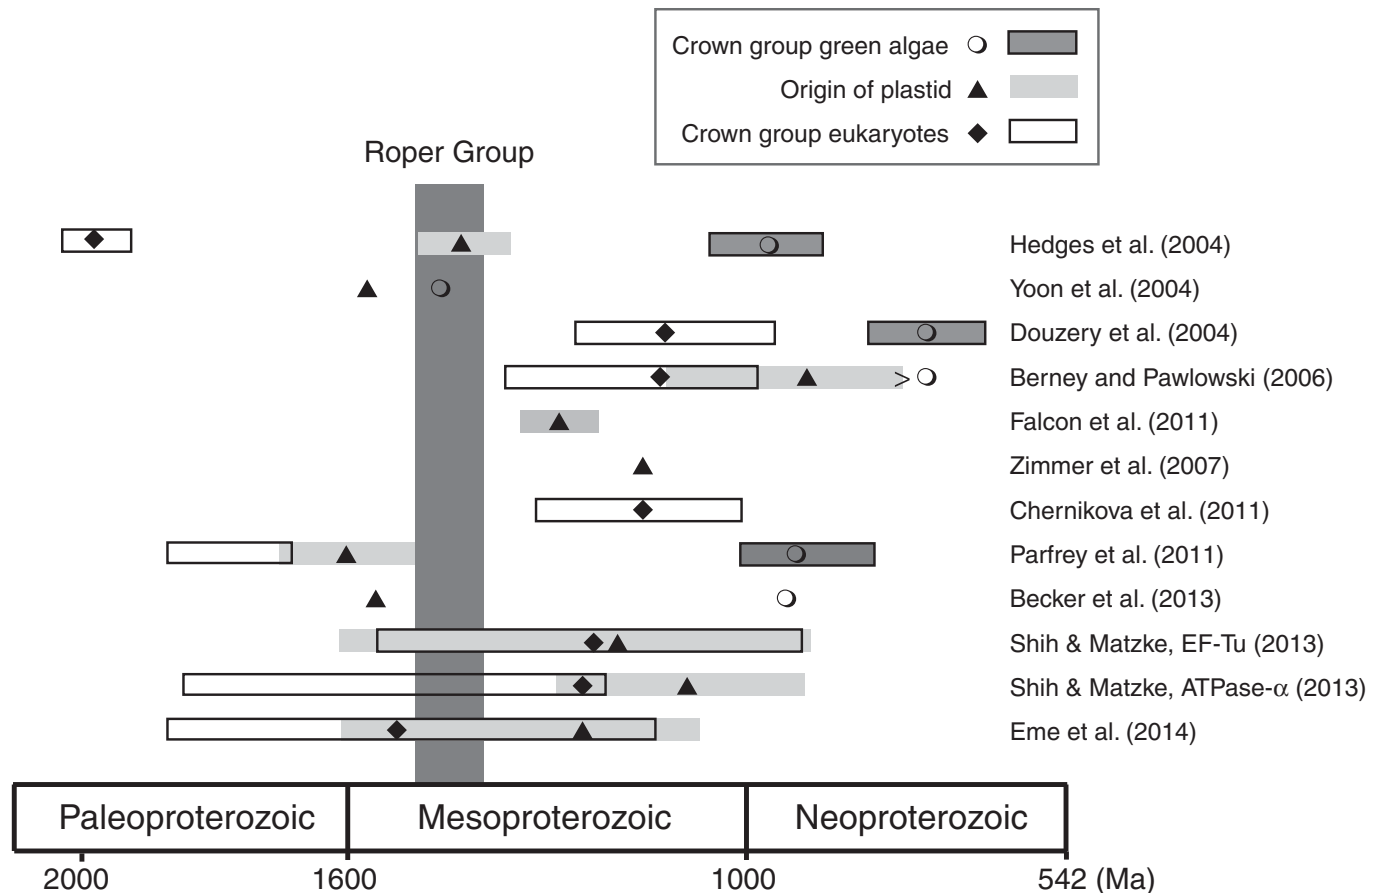 Crown group green algae
Origin of plastid
Crown group eukaryotes
Roper Group
Hedges et al. (2004)
Yoon et al. (2004)
Douzery et al. (2004)
> Berney and Pawlowski (2006)
Falcon et al. (2011)
Zimmer et al. (2007)
Chernikova et al. (2011)
Parfrey et al. (2011)
Becker et al. (2013)
Shih & Matzke, EF-Tu (2013)
Shih & Matzke, ATPase-α (2013)
Eme et al. (2014)
Paleoproterozoic Mesoproterozoic Neoproterozoic
2000 1600 1000 542 (Ma)